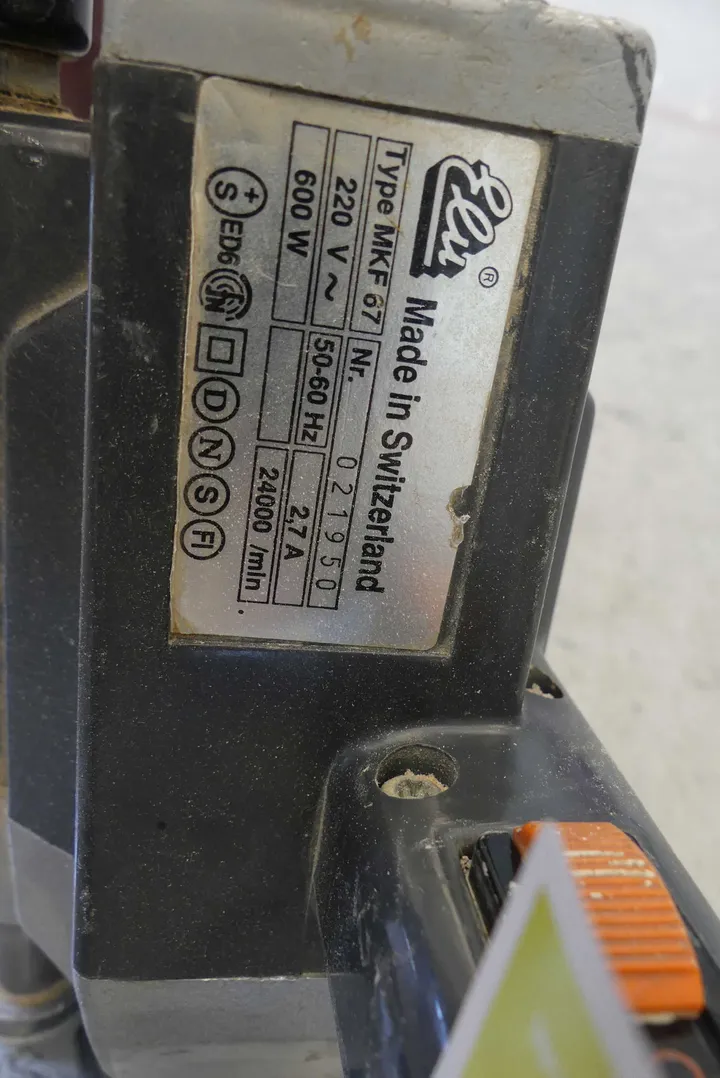 Elu ®
Made in Switzerland
Type MKF 67 Nr. 021950
220 V ~ 50-60 Hz 2,7 A
600 W 24000 /min.
+S ED6 D N S FI